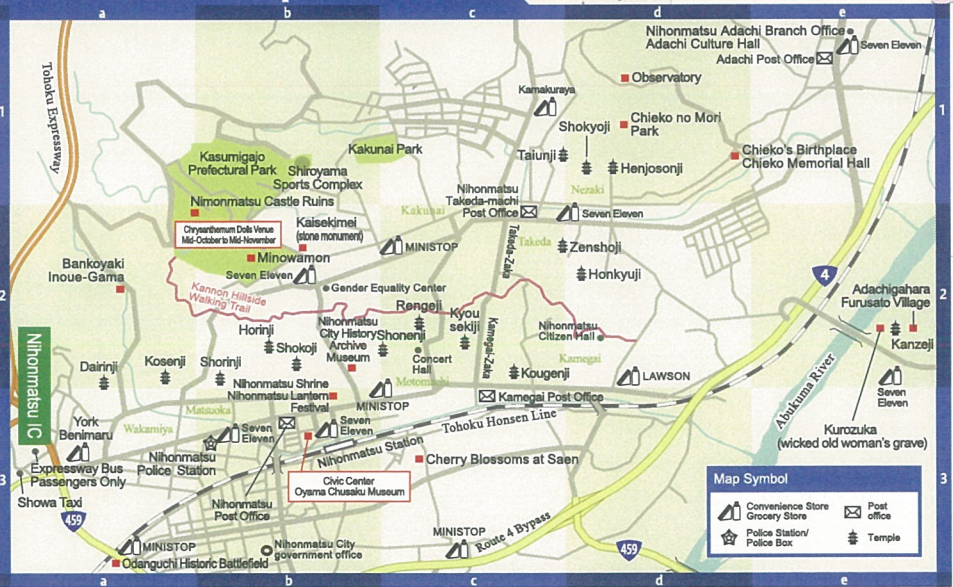 a b c d e
1
2
3
1
2
3
a b c d e
Tohoku Expressway
Nihonmatsu Adachi Branch Office
Adachi Culture Hall
Seven Eleven
Adachi Post Office
Observatory
Kamakuraya
Chieko no Mori
Park
Shokyoji
Taiunji
Henjosonji
Chieko's Birthplace
Chieko Memorial Hall
Kakunai Park
Kasumigajo
Prefectural Park
Shiroyama
Sports Complex
Nezaki
Nihonmatsu
Takeda-machi
Post Office
Seven Eleven
Nimonmatsu Castle Ruins
Kakunai
Chrysanthemum Dolls Venue
Mid-October to Mid-November
Kaisekimei
(stone monument)
MINISTOP
Takeda-Zaka
Takeda
Zenshoji
Minowamon
Seven Eleven
Honkyuji
4
Bankoyaki
Inoue-Gama
Gender Equality Center
Kannon Hillside
Walking Trail
Adachigahara
Furusato Village
Rengeji
Kyou
sekiji
Kamegai-Zaka
Nihonmatsu
City History
Archive
Museum
Shonenji
Horinji
Shokoji
Nihonmatsu
Citizen Hall
Kanzeji
Nihonmatsu IC
Dairinji
Kosenji
Shorinji
Concert
Hall
Kamegai
Kougenji
LAWSON
Motomachi
Seven
Eleven
Abukuma River
Nihonmatsu Shrine
Nihonmatsu Lantern
Festival
MINISTOP
Kamegai Post Office
Matsuoka
Wakamiya
York
Benimaru
Seven
Eleven
Seven
Eleven
Tohoku Honsen Line
Nihonmatsu Station
Kurozuka
(wicked old woman's grave)
Nihonmatsu
Police Station
Expressway Bus
Passengers Only
Cherry Blossoms at Saen
Civic Center
Oyama Chusaku Museum
Showa Taxi
Nihonmatsu
Post Office
459
MINISTOP
Odanguchi Historic Battlefield
Nihonmatsu City
government office
MINISTOP
Route 4 Bypass
459
Map Symbol
Convenience Store
Grocery Store
Post
office
Police Station/
Police Box
Temple